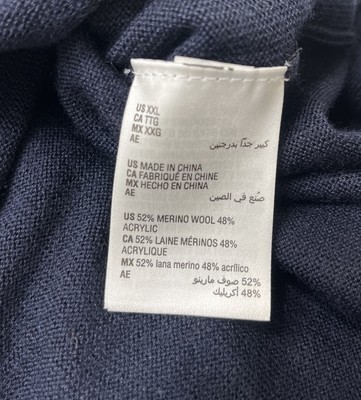 US XXL
CA TTG
MX XXG
AE كبير جدًا بدرجتين
US MADE IN CHINA
CA FABRIQUÉ EN CHINE
MX HECHO EN CHINA
AE صُنع في الصين
US 52% MERINO WOOL 48%
ACRYLIC
CA 52% LAINE MÉRINOS 48%
ACRYLIQUE
MX 52% lana merino 48% acrílico
AE 52% صوف مارينو
48% أكريليك